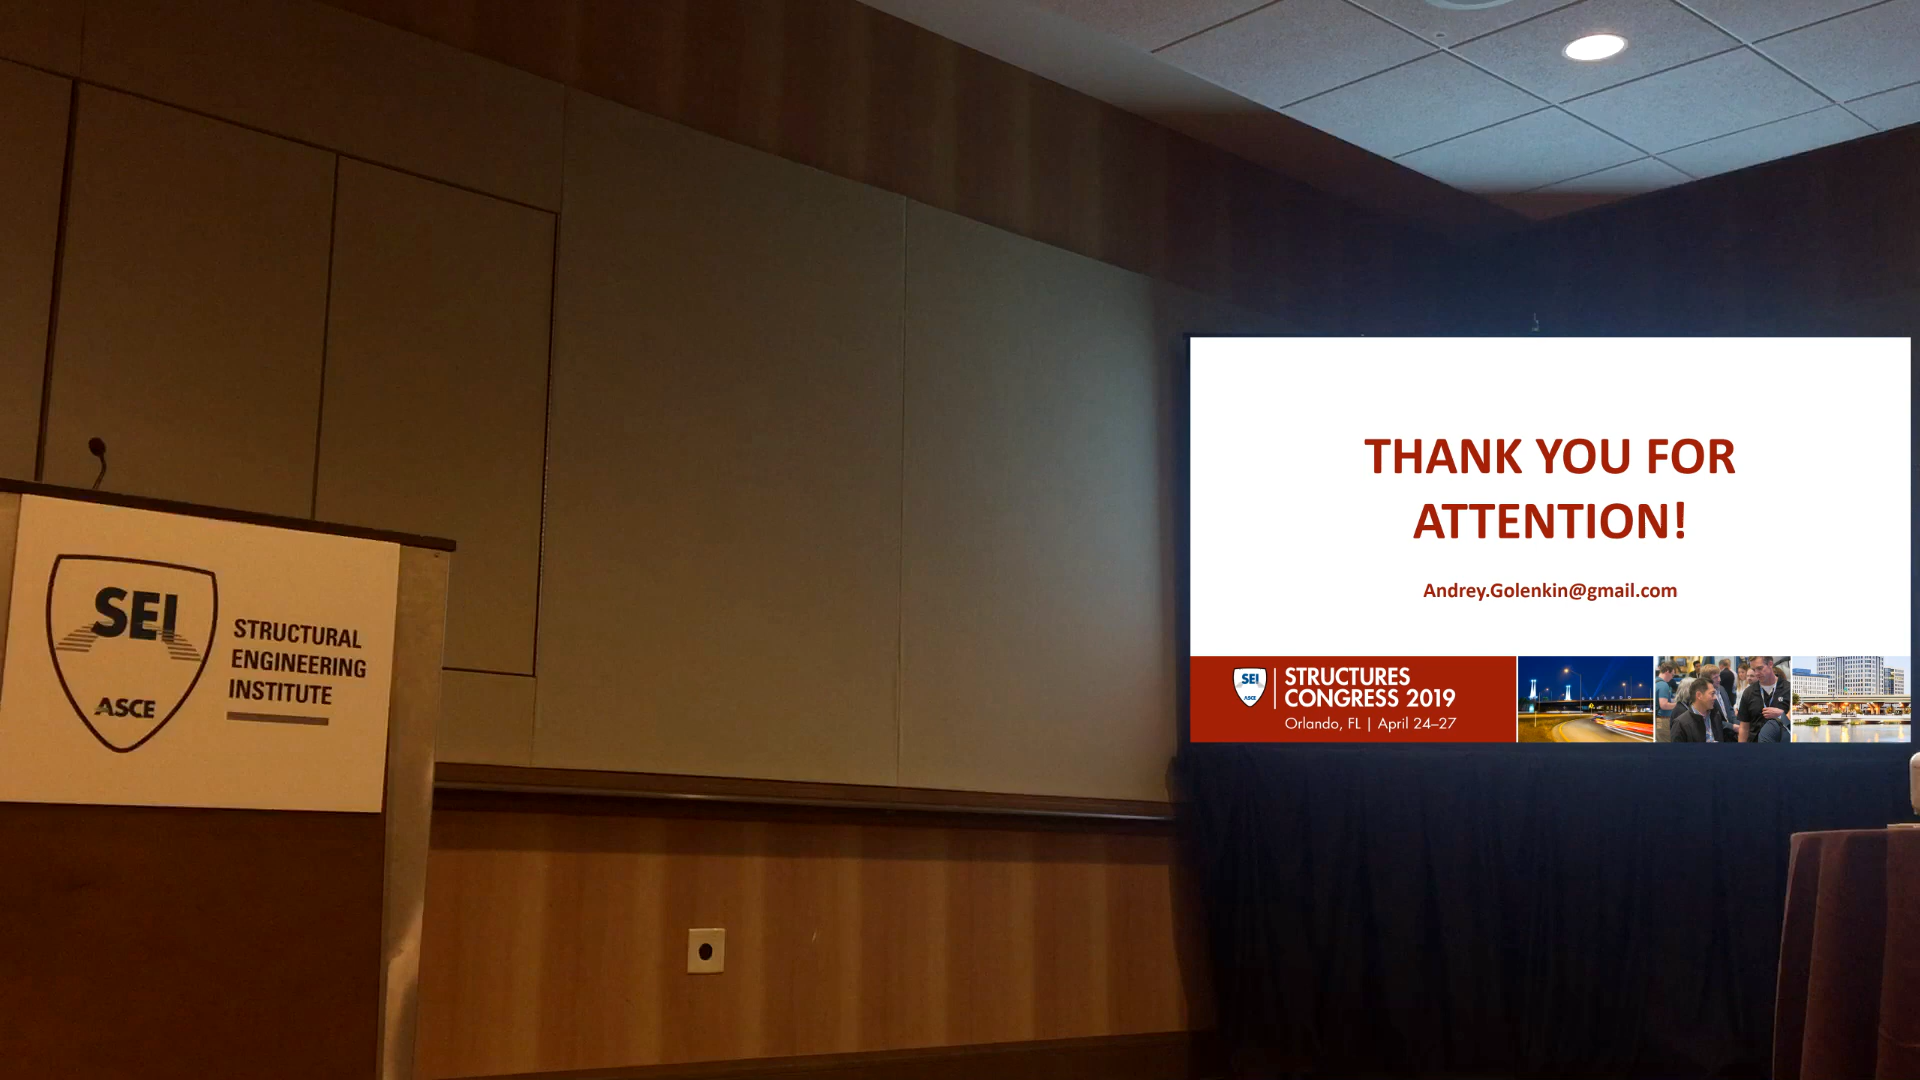 SEI
ASCE
STRUCTURAL
ENGINEERING
INSTITUTE
THANK YOU FOR
ATTENTION!
Andrey.Golenkin@gmail.com
SEI
ASCE
STRUCTURES
CONGRESS 2019
Orlando, FL | April 24–27